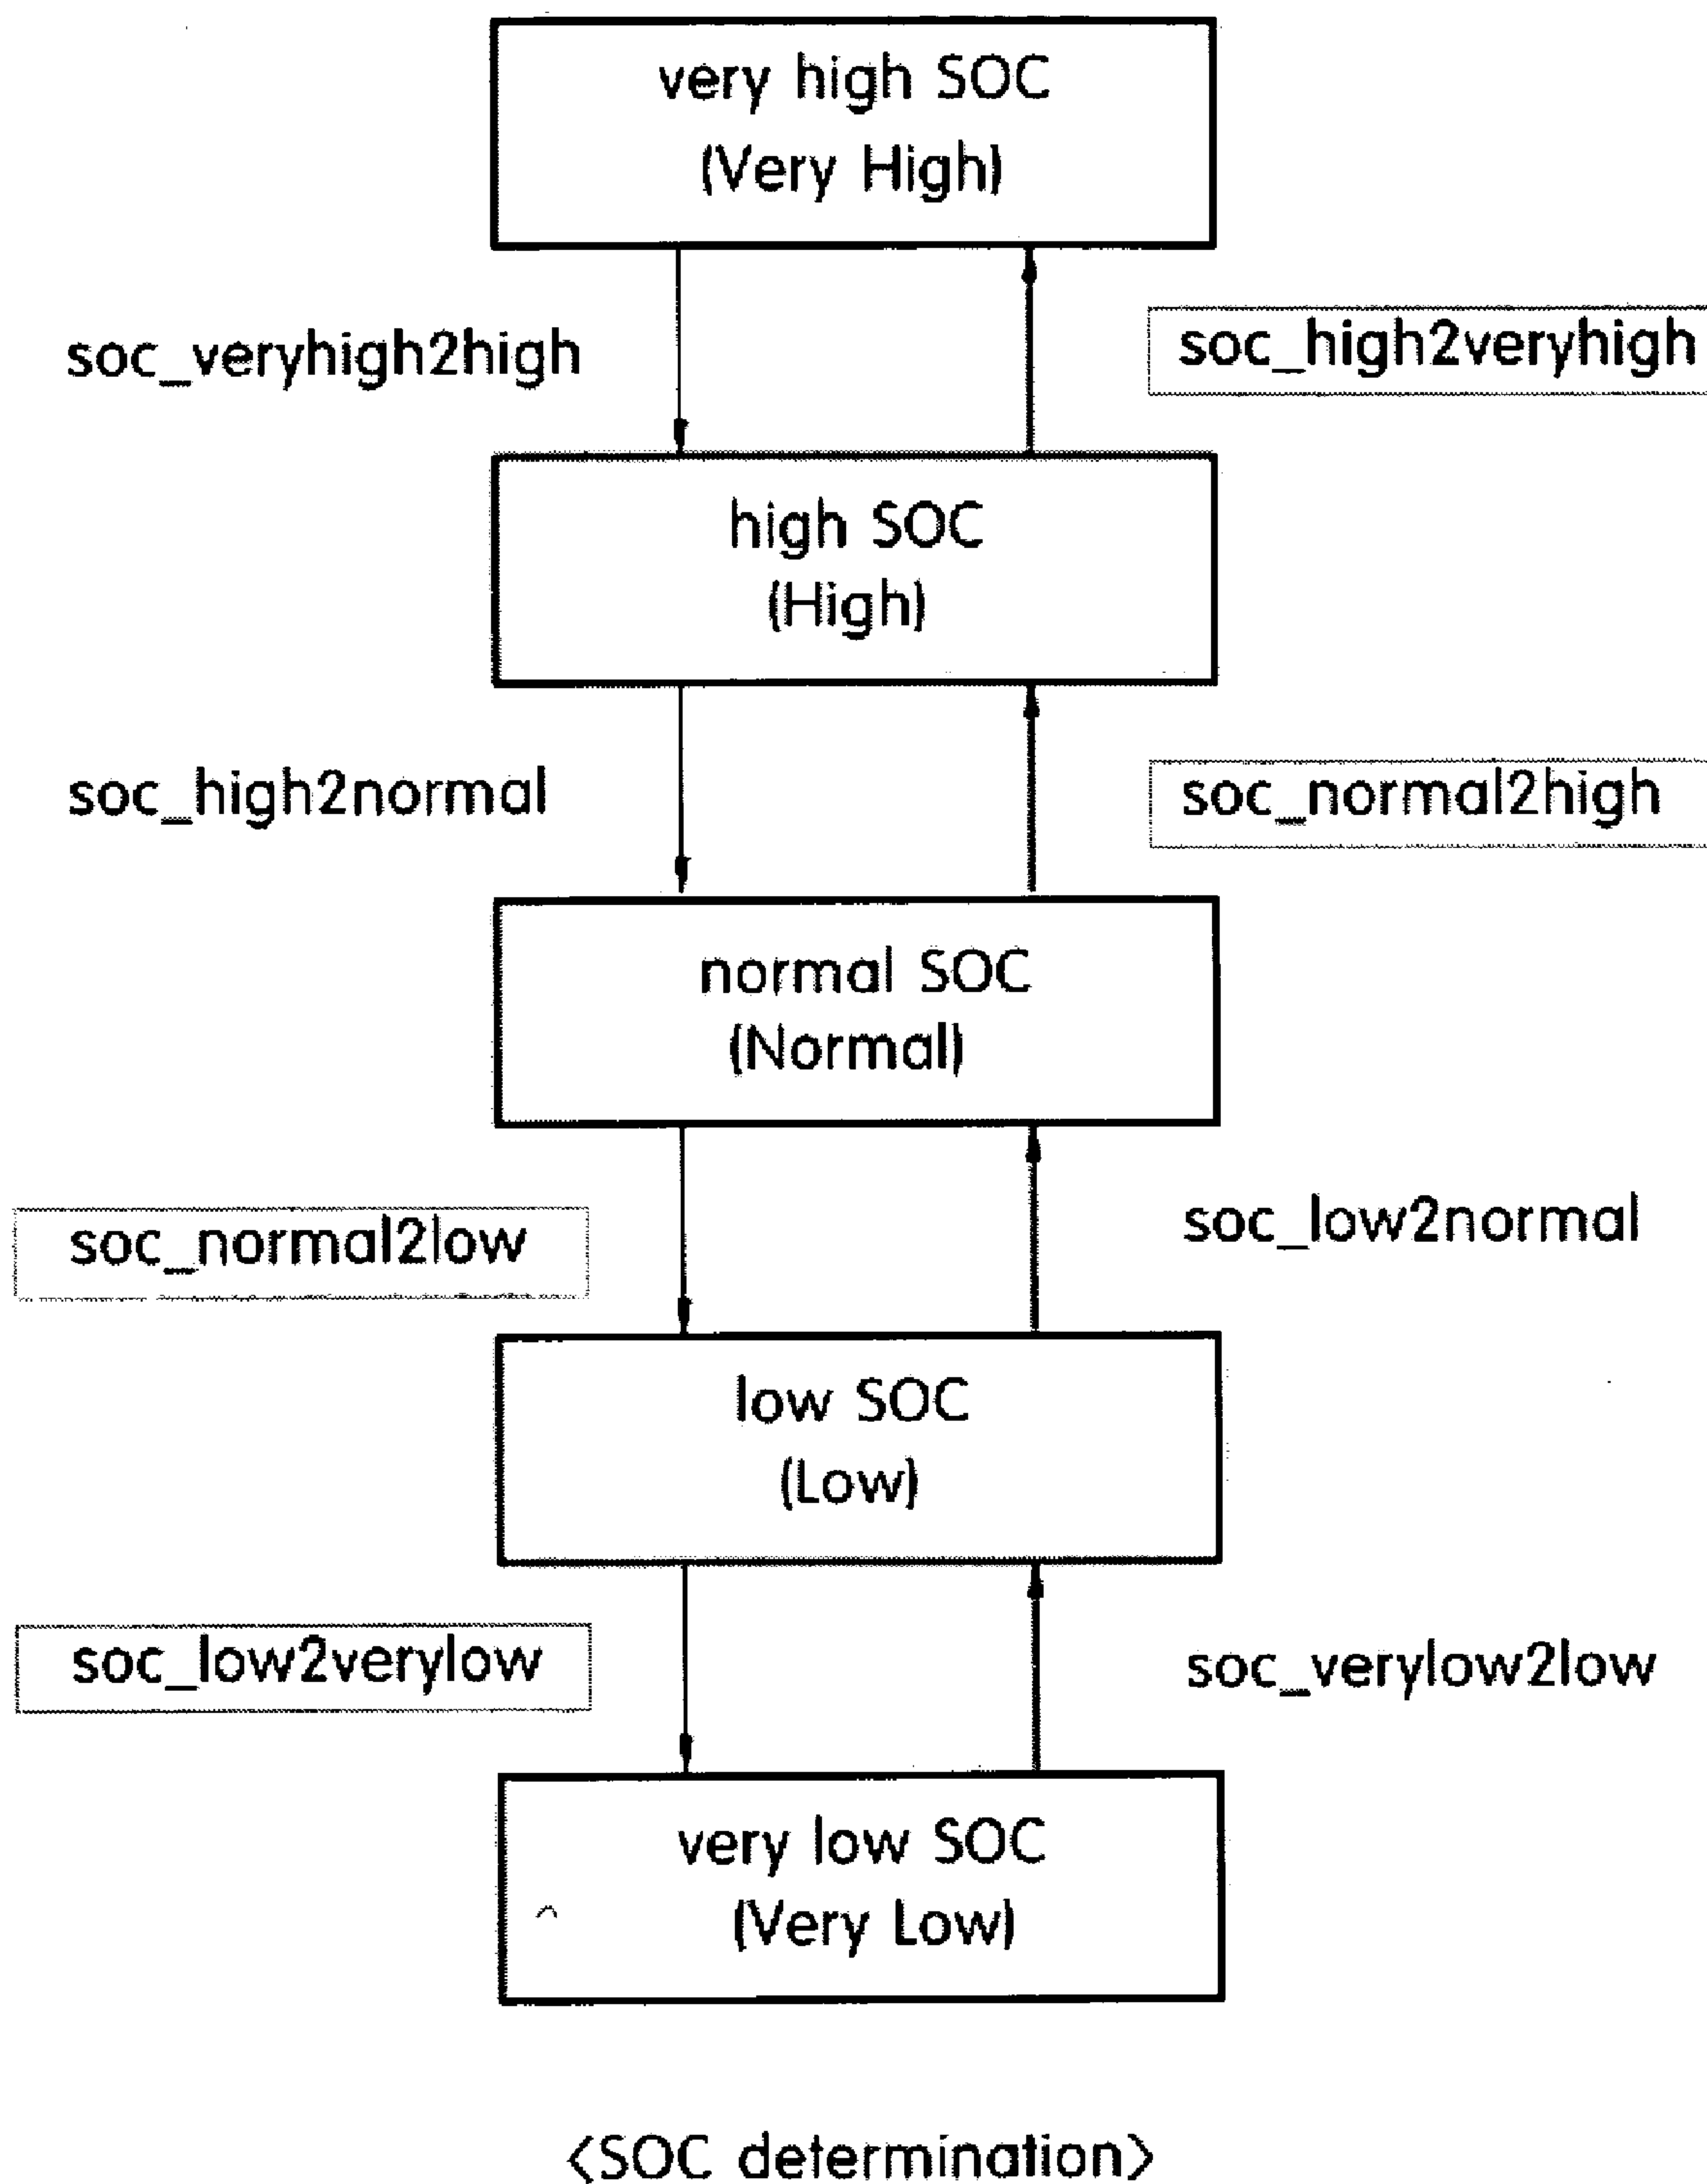 very high SOC
(Very High)
soc_veryhigh2high
soc_high2veryhigh
high SOC
(High)
soc_high2normal
soc_normal2high
normal SOC
(Normal)
soc_normal2low
soc_low2normal
low SOC
(Low)
soc_low2verylow
soc_verylow2low
very low SOC
(Very Low)
<SOC determination>